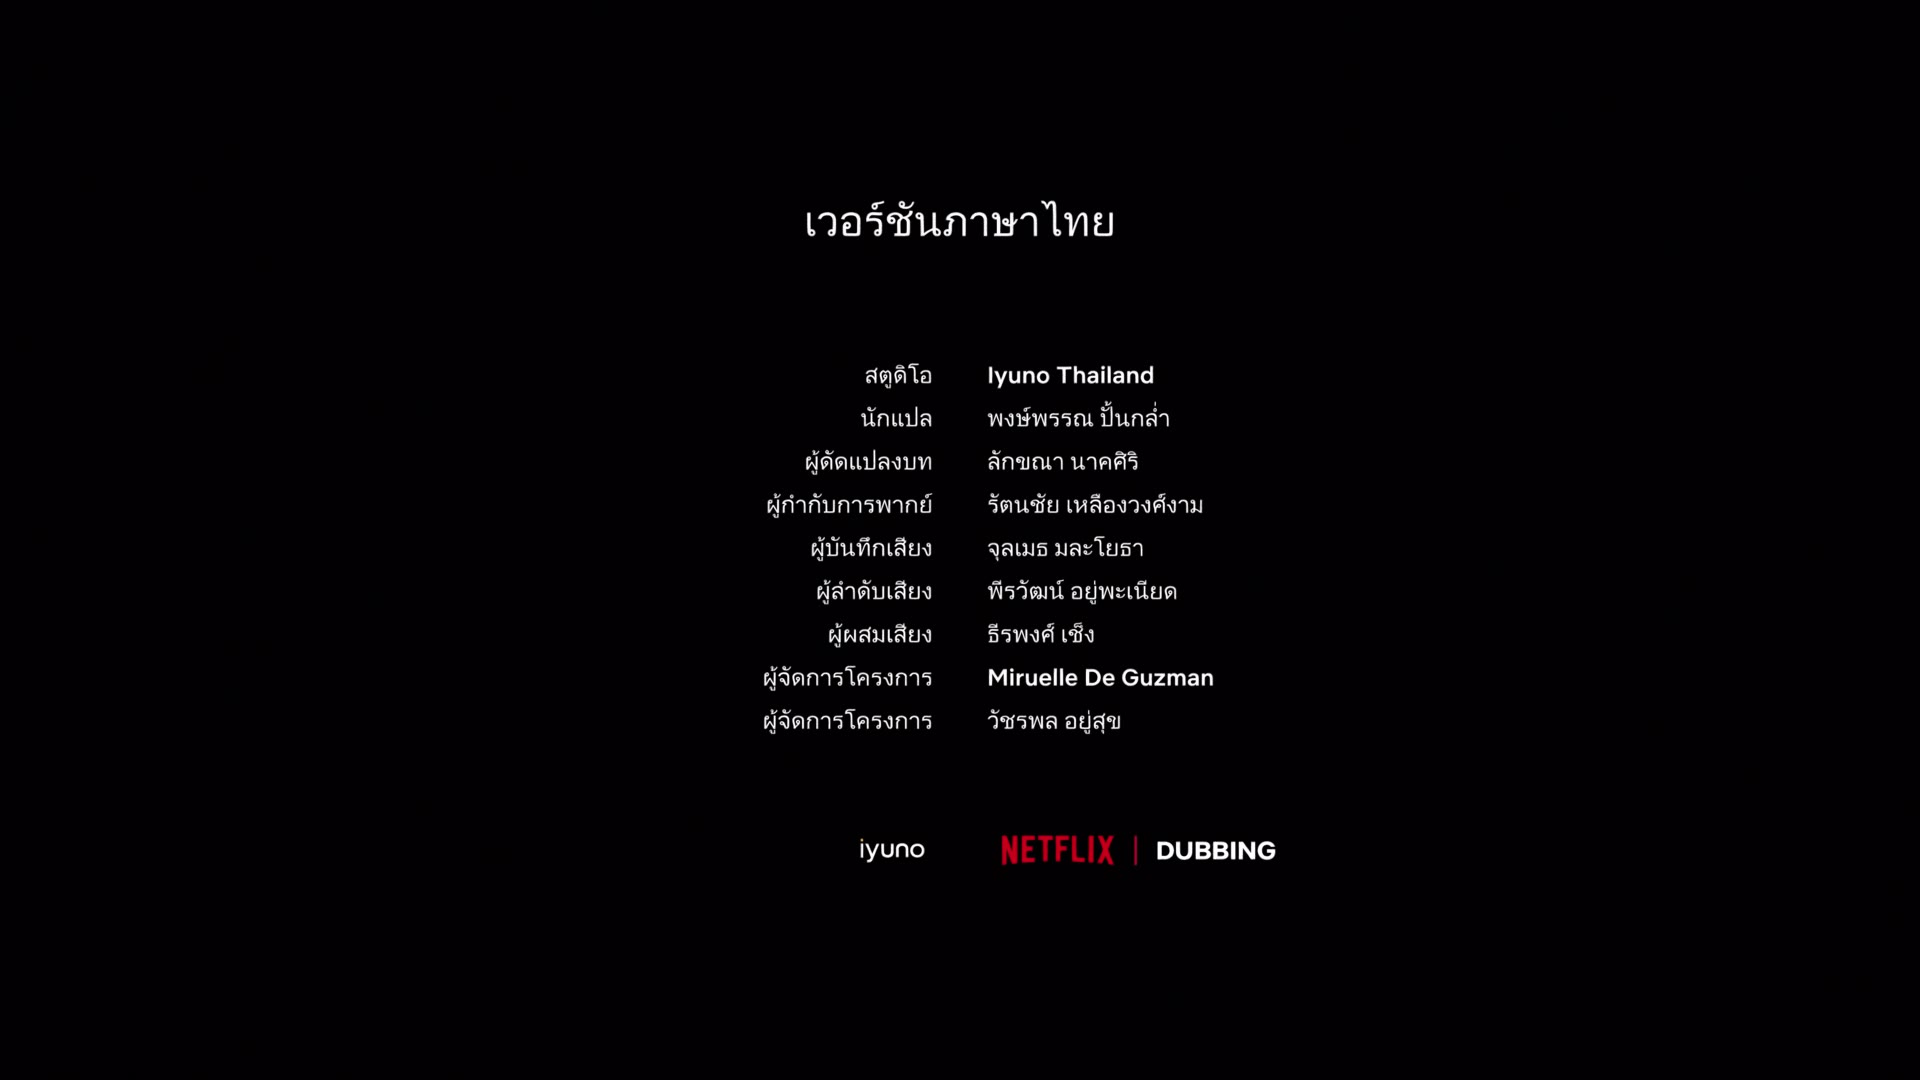 เวอร์ชันภาษาไทย
สตูดิโอ Iyuno Thailand
นักแปล พงษ์พรรณ ปั้นกล่ำ
ผู้ดัดแปลงบท ลักขณา นาคศิริ
ผู้กำกับการพากย์ รัตนชัย เหลืองวงศ์งาม
ผู้บันทึกเสียง จุลเมธ มละโยธา
ผู้ลำดับเสียง พีรวัฒน์ อยู่พะเนียด
ผู้ผสมเสียง ธีรพงศ์ เช็ง
ผู้จัดการโครงการ Miruelle De Guzman
ผู้จัดการโครงการ วัชรพล อยู่สุข
iyuno NETFLIX | DUBBING